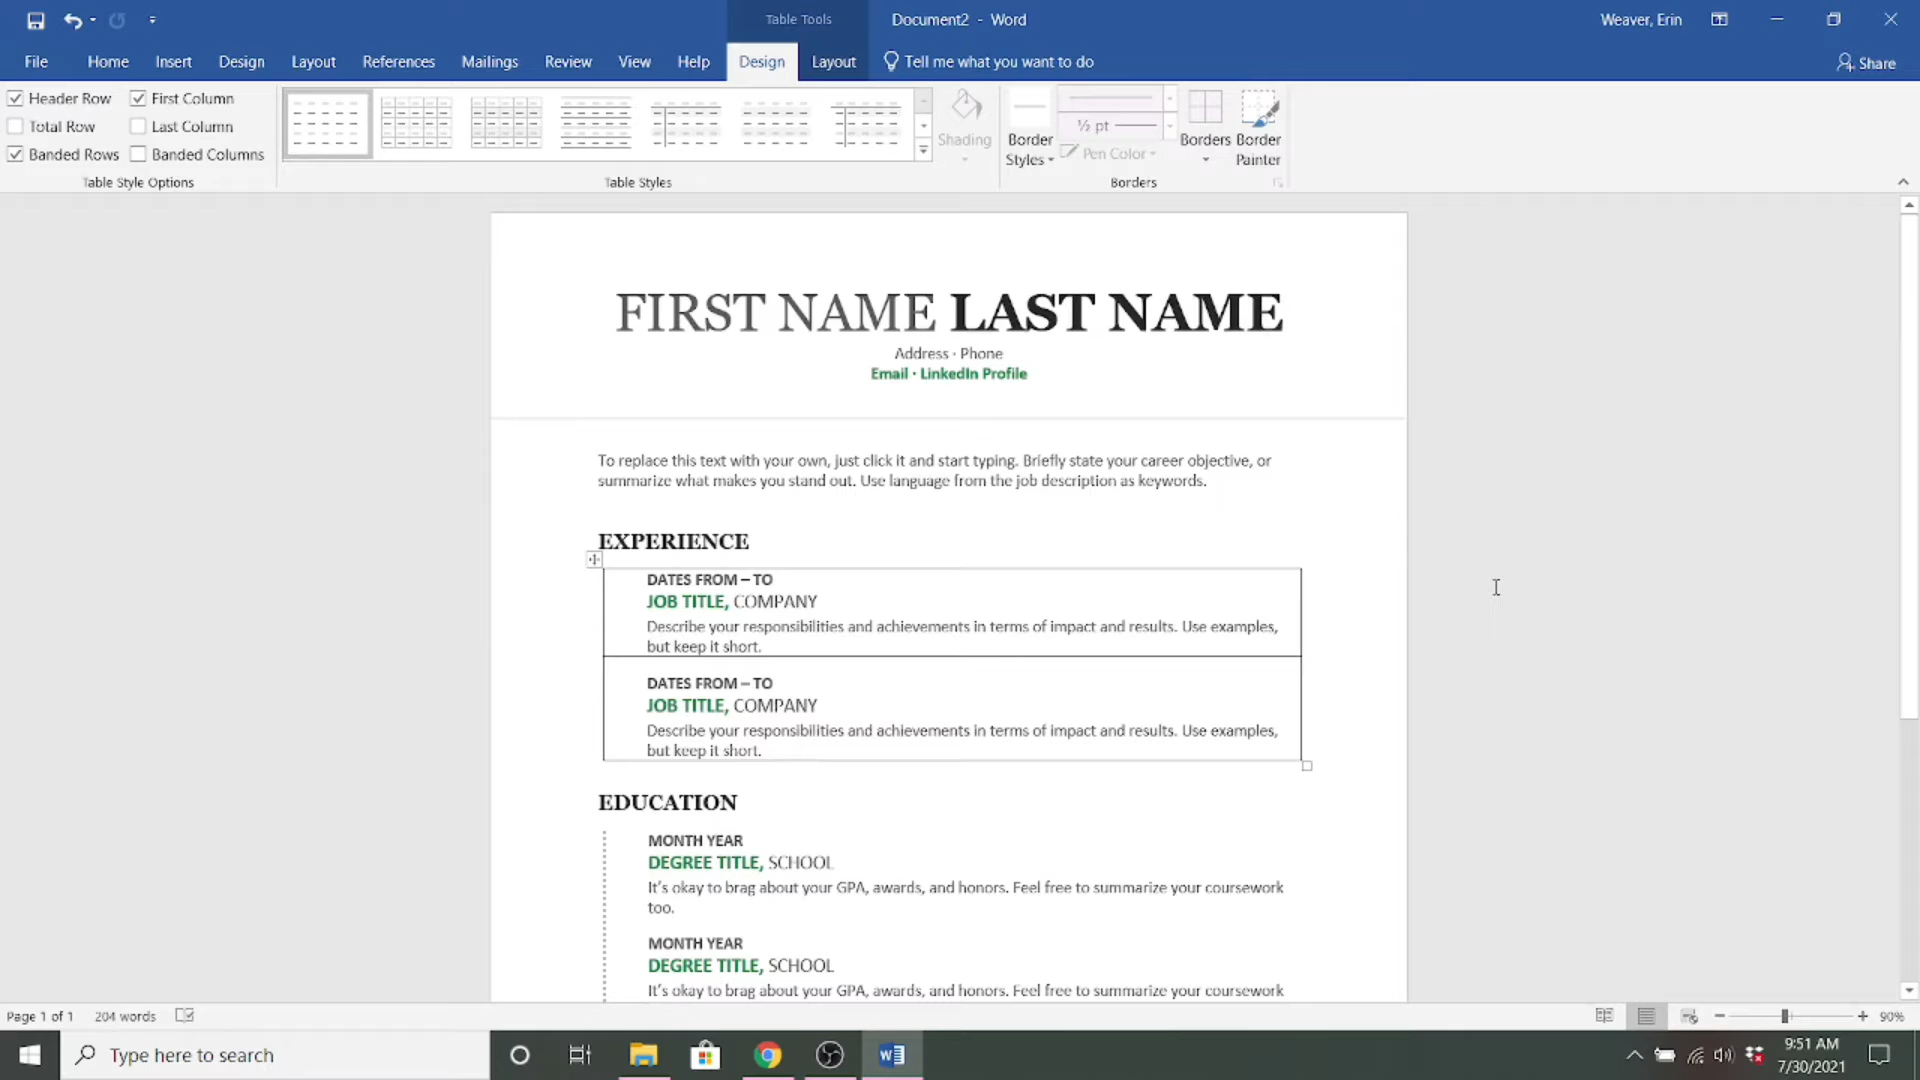 Table Tools
Document2 - Word
Weaver, Erin
File Home Insert Design Layout References Mailings Review View Help Design Layout Tell me what you want to do
Share
Header Row First Column
Total Row Last Column
Banded Rows Banded Columns
Table Style Options
Table Styles
Shading
Border Styles
½ pt
Pen Color
Borders
Border Painter
Borders
FIRST NAME LAST NAME
Address · Phone
Email · LinkedIn Profile
To replace this text with your own, just click it and start typing. Briefly state your career objective, or
summarize what makes you stand out. Use language from the job description as keywords.
EXPERIENCE
DATES FROM – TO
JOB TITLE, COMPANY
Describe your responsibilities and achievements in terms of impact and results. Use examples,
but keep it short.
DATES FROM – TO
JOB TITLE, COMPANY
Describe your responsibilities and achievements in terms of impact and results. Use examples,
but keep it short.
EDUCATION
MONTH YEAR
DEGREE TITLE, SCHOOL
It's okay to brag about your GPA, awards, and honors. Feel free to summarize your coursework
too.
MONTH YEAR
DEGREE TITLE, SCHOOL
It's okay to brag about your GPA, awards, and honors. Feel free to summarize your coursework
Page 1 of 1 204 words
90%
Type here to search
9:51 AM
7/30/2021